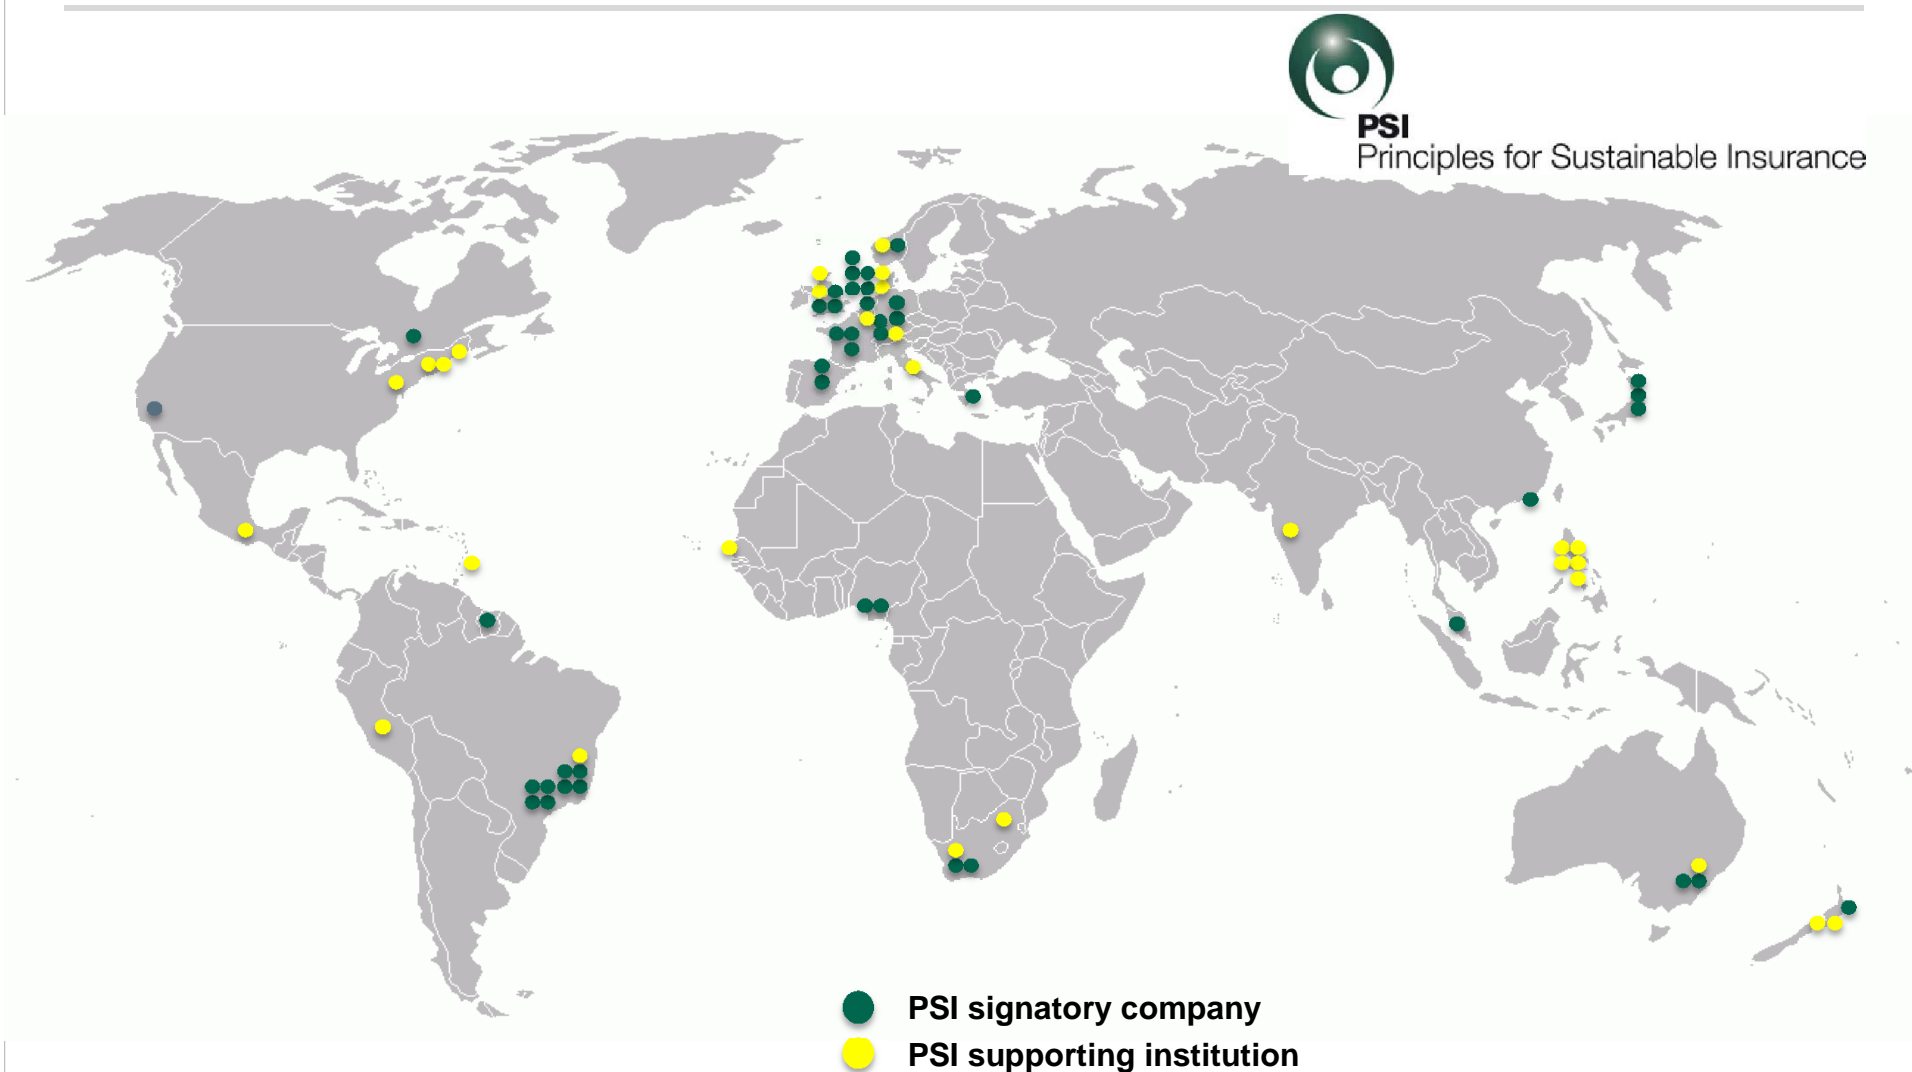 PSI
Principles for Sustainable Insurance
PSI signatory company
PSI supporting institution